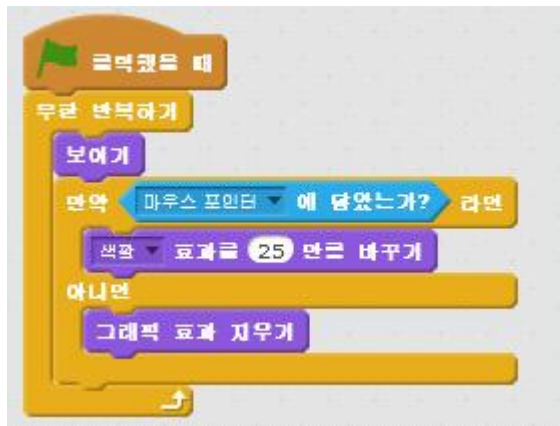 클릭했을 때
무한 반복하기
보이기
만약 마우스 포인터 에 닿았는가? 라면
색깔 효과를 25 만큼 바꾸기
아니면
그래픽 효과 지우기